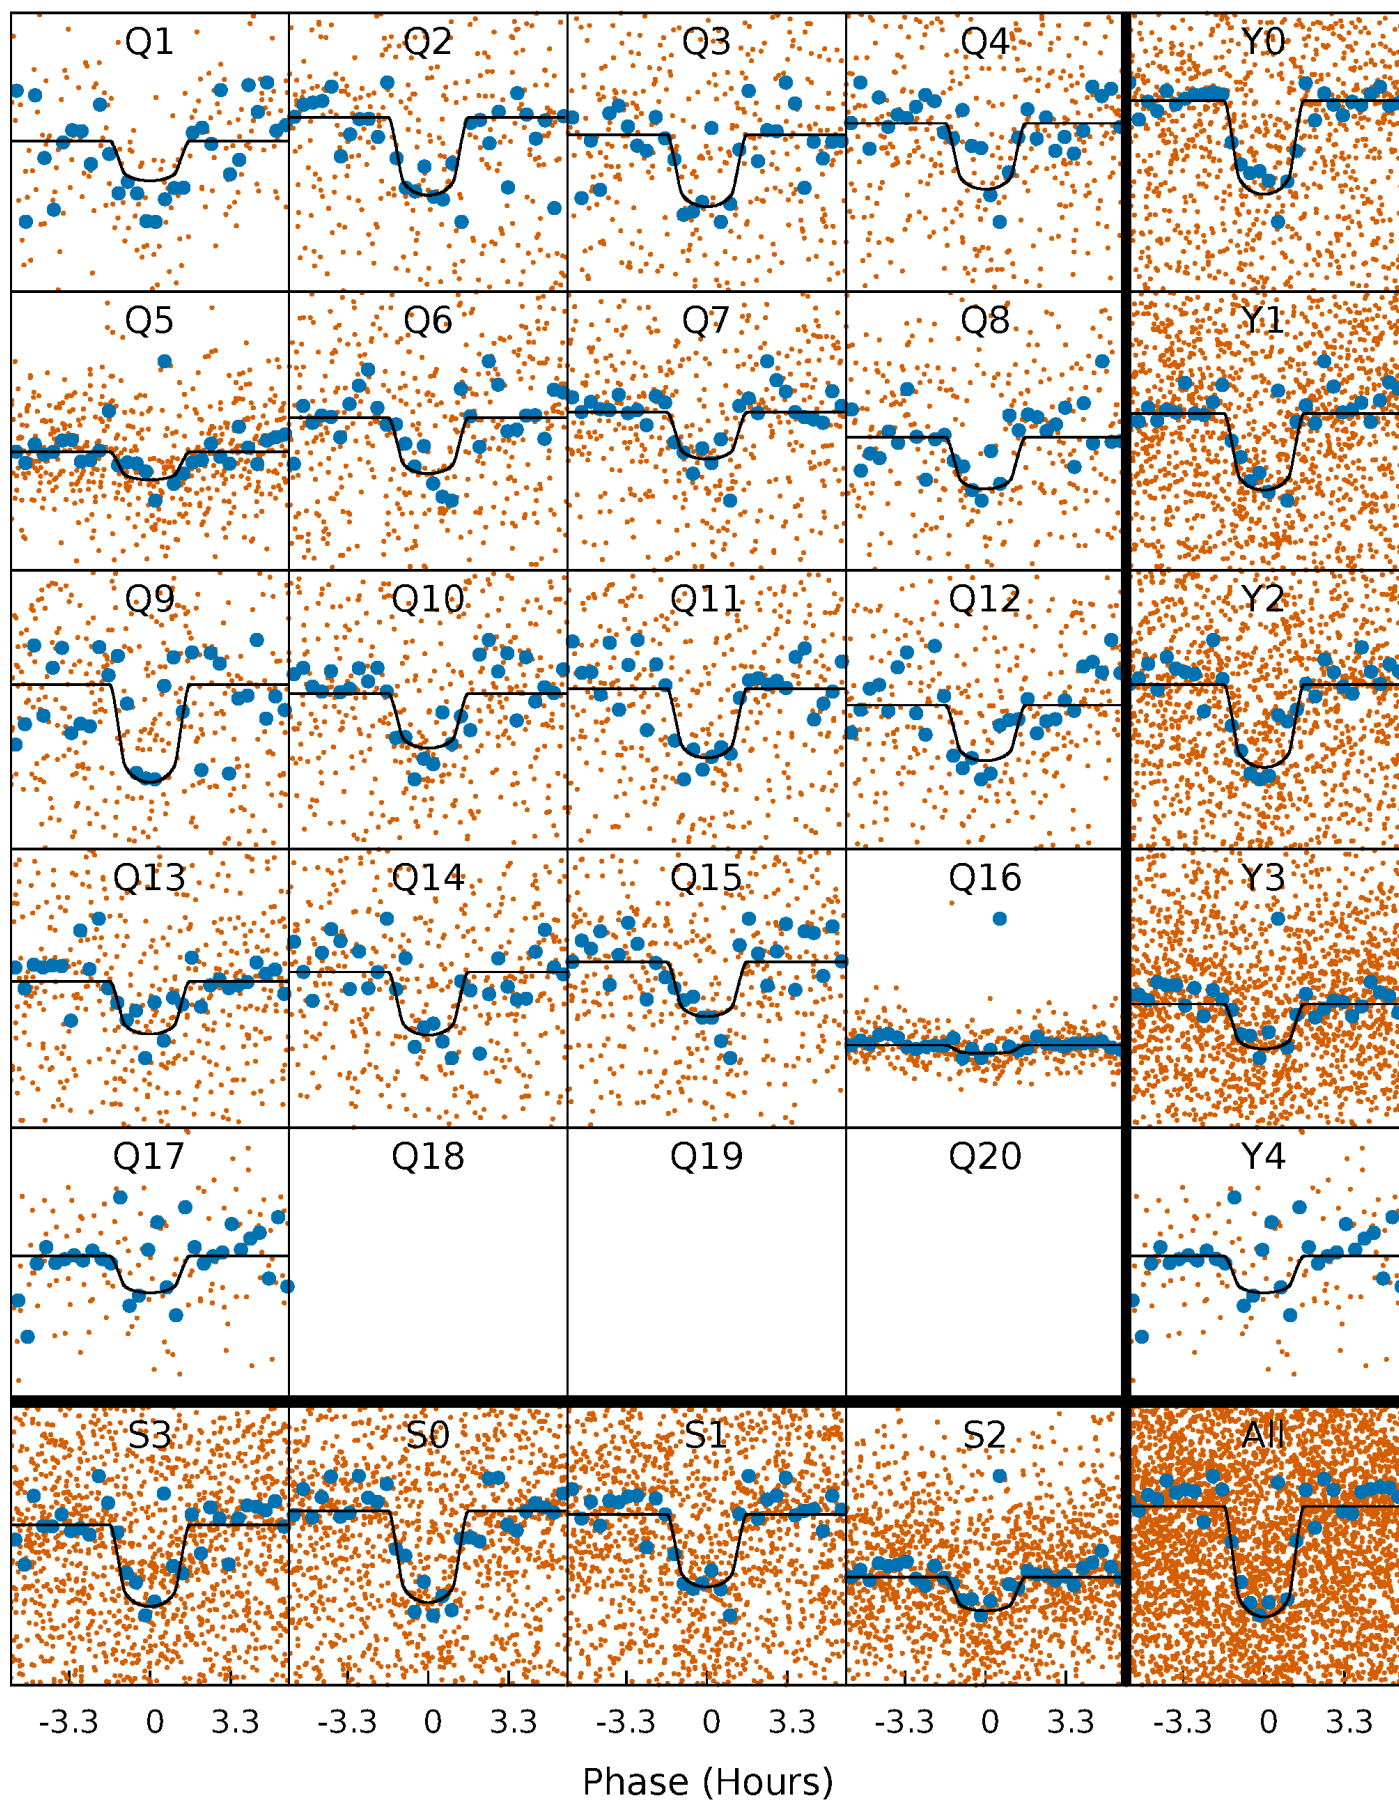 Q1 Q2 Q3 Q4 Y0
Q5 Q6 Q7 Q8 Y1
Q9 Q10 Q11 Q12 Y2
Q13 Q14 Q15 Q16 Y3
Q17 Q18 Q19 Q20 Y4
S3 S0 S1 S2 All
-3.3 0 3.3 -3.3 0 3.3 -3.3 0 3.3 -3.3 0 3.3 -3.3 0 3.3
Phase (Hours)